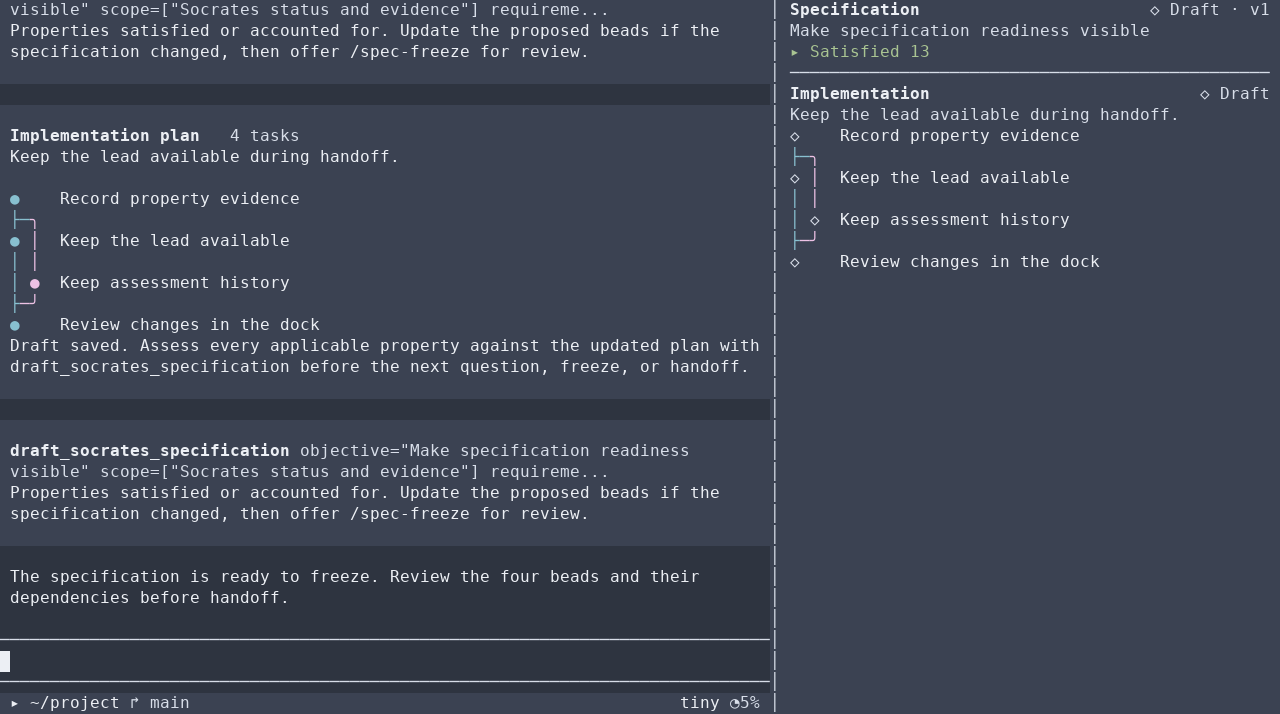 visible" scope=["Socrates status and evidence"] requireme...
Properties satisfied or accounted for. Update the proposed beads if the
specification changed, then offer /spec-freeze for review.
Implementation plan   4 tasks
Keep the lead available during handoff.
Record property evidence
Keep the lead available
Keep assessment history
Review changes in the dock
Draft saved. Assess every applicable property against the updated plan with
draft_socrates_specification before the next question, freeze, or handoff.
draft_socrates_specification objective="Make specification readiness
visible" scope=["Socrates status and evidence"] requireme...
Properties satisfied or accounted for. Update the proposed beads if the
specification changed, then offer /spec-freeze for review.
The specification is ready to freeze. Review the four beads and their
dependencies before handoff.
▸ ~/project ↱ main   tiny ◔5%
Specification   ◇ Draft · v1
Make specification readiness visible
▸ Satisfied 13
Implementation   ◇ Draft
Keep the lead available during handoff.
◇ Record property evidence
◇ Keep the lead available
◇ Keep assessment history
◇ Review changes in the dock